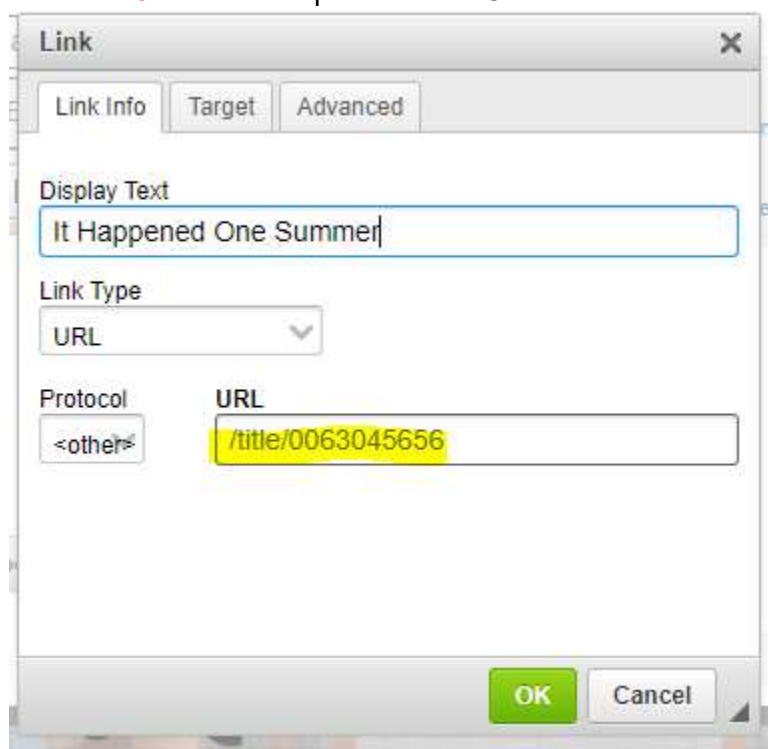 Link
Link Info Target Advanced
Display Text
It Happened One Summer
Link Type
URL
Protocol URL
<other> /title/0063045656
OK Cancel